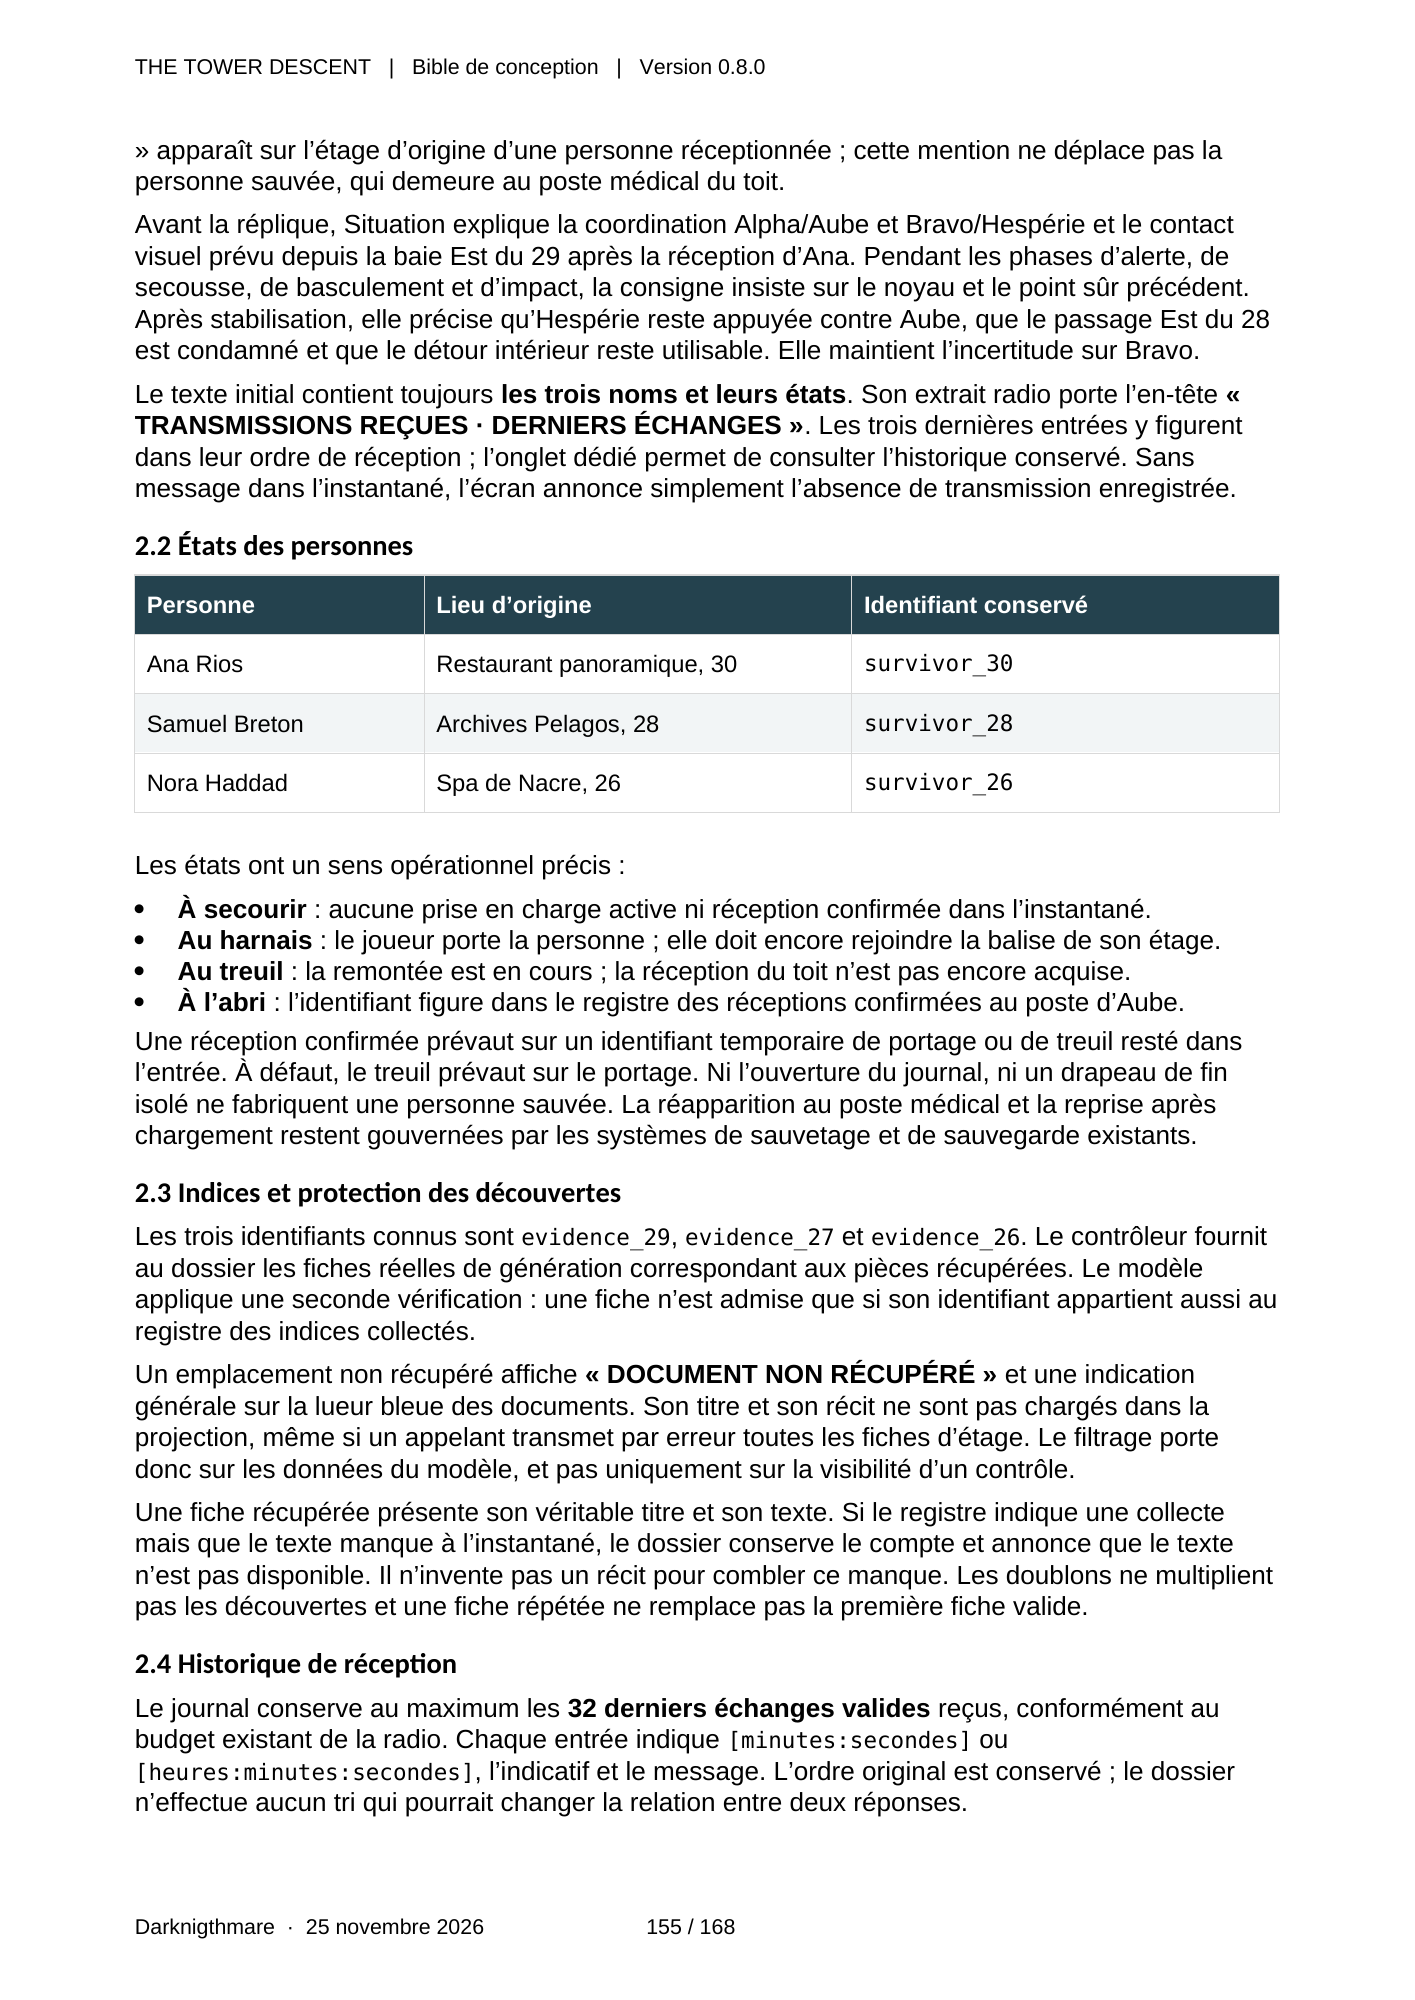 THE TOWER DESCENT | Bible de conception | Version 0.8.0
» apparaît sur l’étage d’origine d’une personne réceptionnée ; cette mention ne déplace pas la
personne sauvée, qui demeure au poste médical du toit.
Avant la réplique, Situation explique la coordination Alpha/Aube et Bravo/Hespérie et le contact
visuel prévu depuis la baie Est du 29 après la réception d’Ana. Pendant les phases d’alerte, de
secousse, de basculement et d’impact, la consigne insiste sur le noyau et le point sûr précédent.
Après stabilisation, elle précise qu’Hespérie reste appuyée contre Aube, que le passage Est du 28
est condamné et que le détour intérieur reste utilisable. Elle maintient l’incertitude sur Bravo.
Le texte initial contient toujours les trois noms et leurs états. Son extrait radio porte l’en-tête «
TRANSMISSIONS REÇUES · DERNIERS ÉCHANGES ». Les trois dernières entrées y figurent
dans leur ordre de réception ; l’onglet dédié permet de consulter l’historique conservé. Sans
message dans l’instantané, l’écran annonce simplement l’absence de transmission enregistrée.
2.2 États des personnes
Personne Lieu d’origine Identifiant conservé
Ana Rios Restaurant panoramique, 30 survivor_30
Samuel Breton Archives Pelagos, 28 survivor_28
Nora Haddad Spa de Nacre, 26 survivor_26
Les états ont un sens opérationnel précis :
• À secourir : aucune prise en charge active ni réception confirmée dans l’instantané.
• Au harnais : le joueur porte la personne ; elle doit encore rejoindre la balise de son étage.
• Au treuil : la remontée est en cours ; la réception du toit n’est pas encore acquise.
• À l’abri : l’identifiant figure dans le registre des réceptions confirmées au poste d’Aube.
Une réception confirmée prévaut sur un identifiant temporaire de portage ou de treuil resté dans
l’entrée. À défaut, le treuil prévaut sur le portage. Ni l’ouverture du journal, ni un drapeau de fin
isolé ne fabriquent une personne sauvée. La réapparition au poste médical et la reprise après
chargement restent gouvernées par les systèmes de sauvetage et de sauvegarde existants.
2.3 Indices et protection des découvertes
Les trois identifiants connus sont evidence_29, evidence_27 et evidence_26. Le contrôleur fournit
au dossier les fiches réelles de génération correspondant aux pièces récupérées. Le modèle
applique une seconde vérification : une fiche n’est admise que si son identifiant appartient aussi au
registre des indices collectés.
Un emplacement non récupéré affiche « DOCUMENT NON RÉCUPÉRÉ » et une indication
générale sur la lueur bleue des documents. Son titre et son récit ne sont pas chargés dans la
projection, même si un appelant transmet par erreur toutes les fiches d’étage. Le filtrage porte
donc sur les données du modèle, et pas uniquement sur la visibilité d’un contrôle.
Une fiche récupérée présente son véritable titre et son texte. Si le registre indique une collecte
mais que le texte manque à l’instantané, le dossier conserve le compte et annonce que le texte
n’est pas disponible. Il n’invente pas un récit pour combler ce manque. Les doublons ne multiplient
pas les découvertes et une fiche répétée ne remplace pas la première fiche valide.
2.4 Historique de réception
Le journal conserve au maximum les 32 derniers échanges valides reçus, conformément au
budget existant de la radio. Chaque entrée indique [minutes:secondes] ou
[heures:minutes:secondes], l’indicatif et le message. L’ordre original est conservé ; le dossier
n’effectue aucun tri qui pourrait changer la relation entre deux réponses.
Darknigthmare · 25 novembre 2026 155 / 168